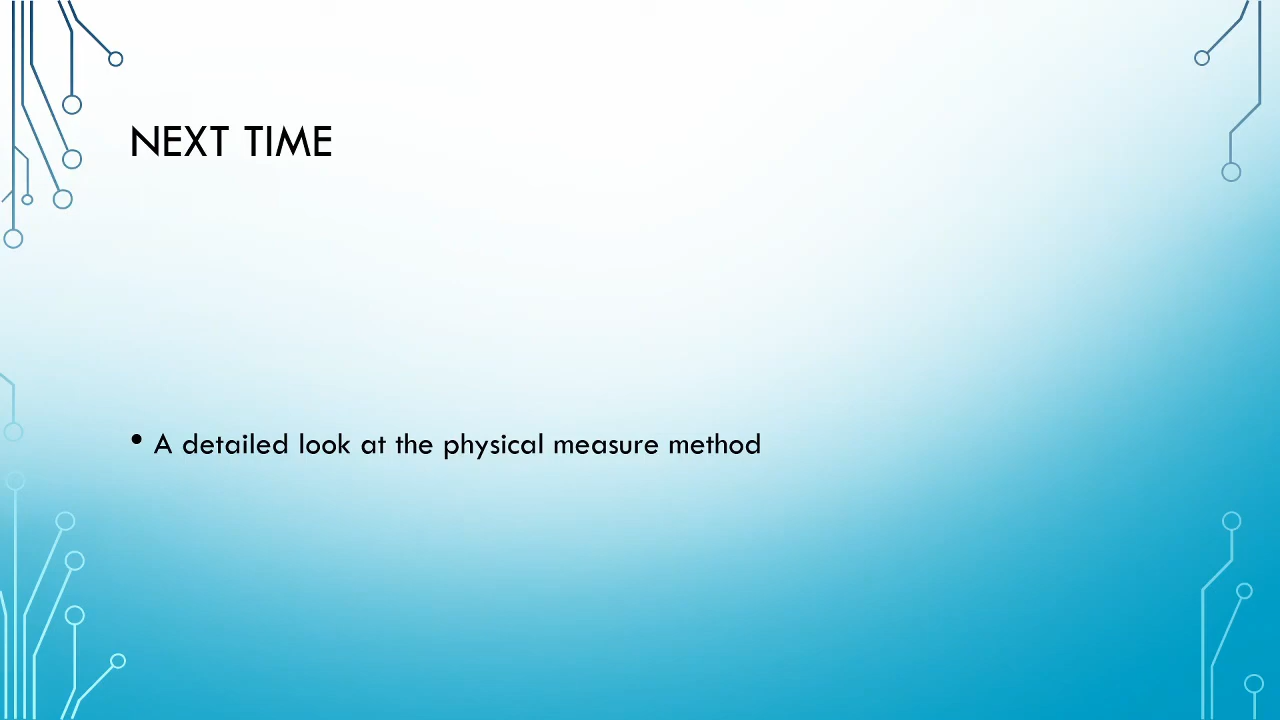 NEXT TIME
• A detailed look at the physical measure method